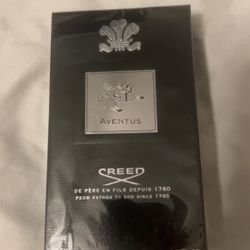 AVENTUS
CREED
DE PÈRE EN FILS DEPUIS 1760
FROM FATHER TO SON SINCE 1760